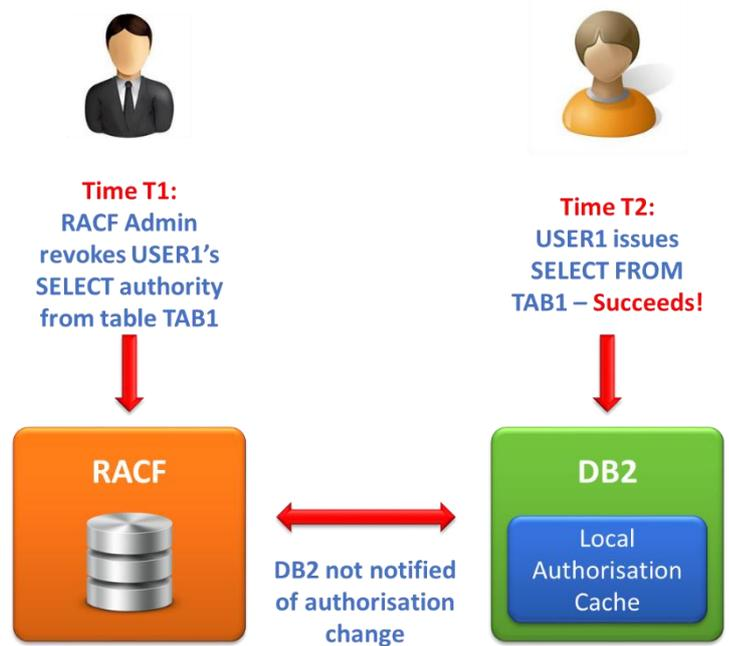 Time T1:
RACF Admin
revokes USER1's
SELECT authority
from table TAB1
Time T2:
USER1 issues
SELECT FROM
TAB1 – Succeeds!
RACF
DB2 not notified
of authorisation
change
DB2
Local
Authorisation
Cache